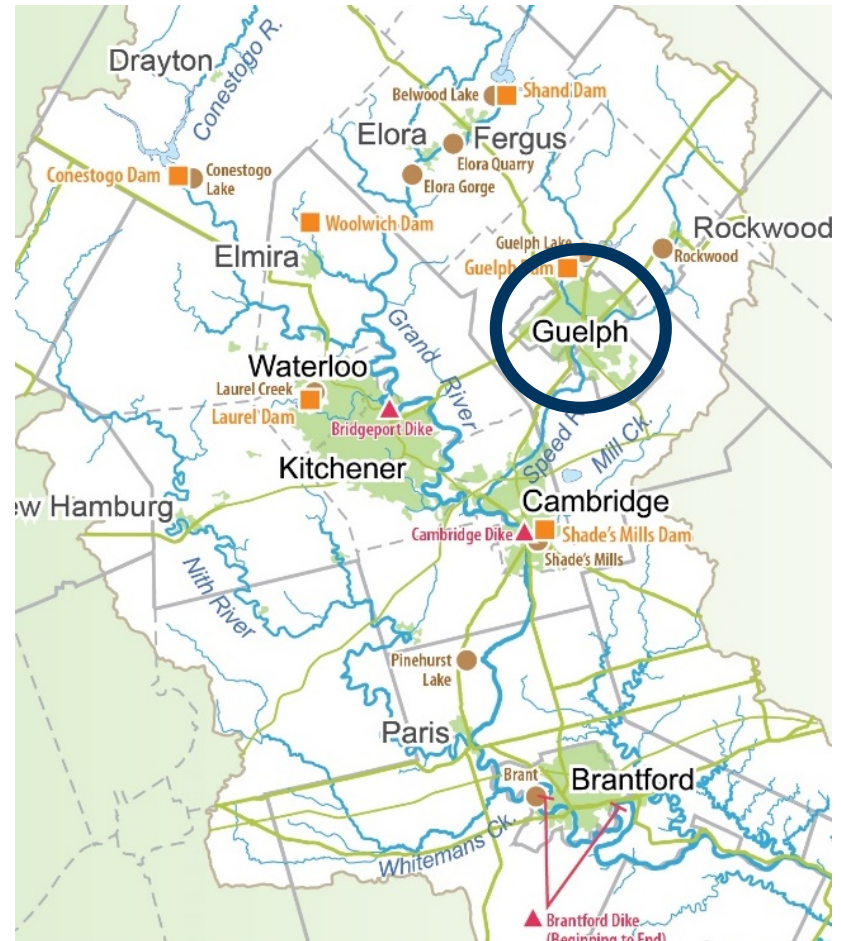 Drayton
Conestogo R.
Belwood Lake
Shand Dam
Elora
Fergus
Elora Quarry
Conestogo Dam
Conestogo
Lake
Elora Gorge
Woolwich Dam
Rockwood
Guelph Lake
Rockwood
Elmira
Guelph Dam
Grand River
Guelph
Waterloo
Laurel Creek
Laurel Dam
Bridgeport Dike
Speed R
Mill Ck.
Kitchener
ew Hamburg
Cambridge
Cambridge Dike
Shade's Mills Dam
Shade's Mills
Nith River
Pinehurst
Lake
Paris
Brant
Brantford
Whitemans Ck.
Brantford Dike
(Beginning to End)